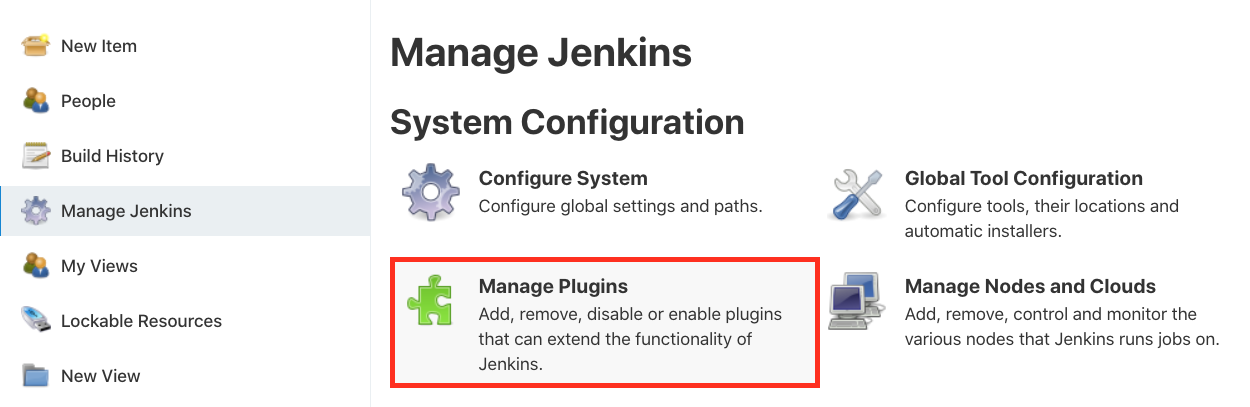 New Item
People
Build History
Manage Jenkins
My Views
Lockable Resources
New View
Manage Jenkins
System Configuration
Configure System
Configure global settings and paths.
Global Tool Configuration
Configure tools, their locations and
automatic installers.
Manage Plugins
Add, remove, disable or enable plugins
that can extend the functionality of
Jenkins.
Manage Nodes and Clouds
Add, remove, control and monitor the
various nodes that Jenkins runs jobs on.